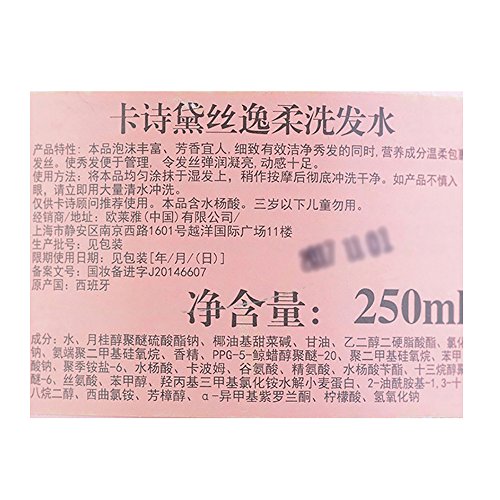 卡诗黛丝逸柔洗发水
产品特性：本品泡沫丰富、芳香宜人,细致有效洁净秀发的同时,营养成分温柔包裹
发丝。使秀发便于管理，令发丝弹润凝亮，动感十足。
使用方法：将本品均匀涂抹于湿发上，稍作按摩后彻底冲洗干净。如产品不慎入
眼，请立即用大量清水冲洗。
仅供卡诗顾问推荐使用。本品含水杨酸。三岁以下儿童勿用。
经销商/地址：欧莱雅(中国)有限公司/
上海市静安区南京西路1601号越洋国际广场11楼
生产批号：见包装
限期使用日期：见包装[年/月/(日)]
备案文号：国妆备进字J20146607
原产国：西班牙
2017 11 01
净含量：250ml
成分：水、月桂醇聚醚硫酸酯钠、椰油基甜菜碱、甘油、乙二醇二硬脂酸酯、氯化
钠、氨端聚二甲基硅氧烷、香精、PPG-5-鲸蜡醇聚醚-20、聚二甲基硅氧烷、苯甲
酸钠、聚季铵盐-6、水杨酸、卡波姆、谷氨酸、精氨酸、水杨酸苄酯、十三烷醇聚
醚-6、丝氨酸、苯甲醇、羟丙基三甲基氯化铵水解小麦蛋白、2-油酰胺基-1,3-十
八烷二醇、西曲氯铵、芳樟醇、α-异甲基紫罗兰酮、柠檬酸、氢氧化钠